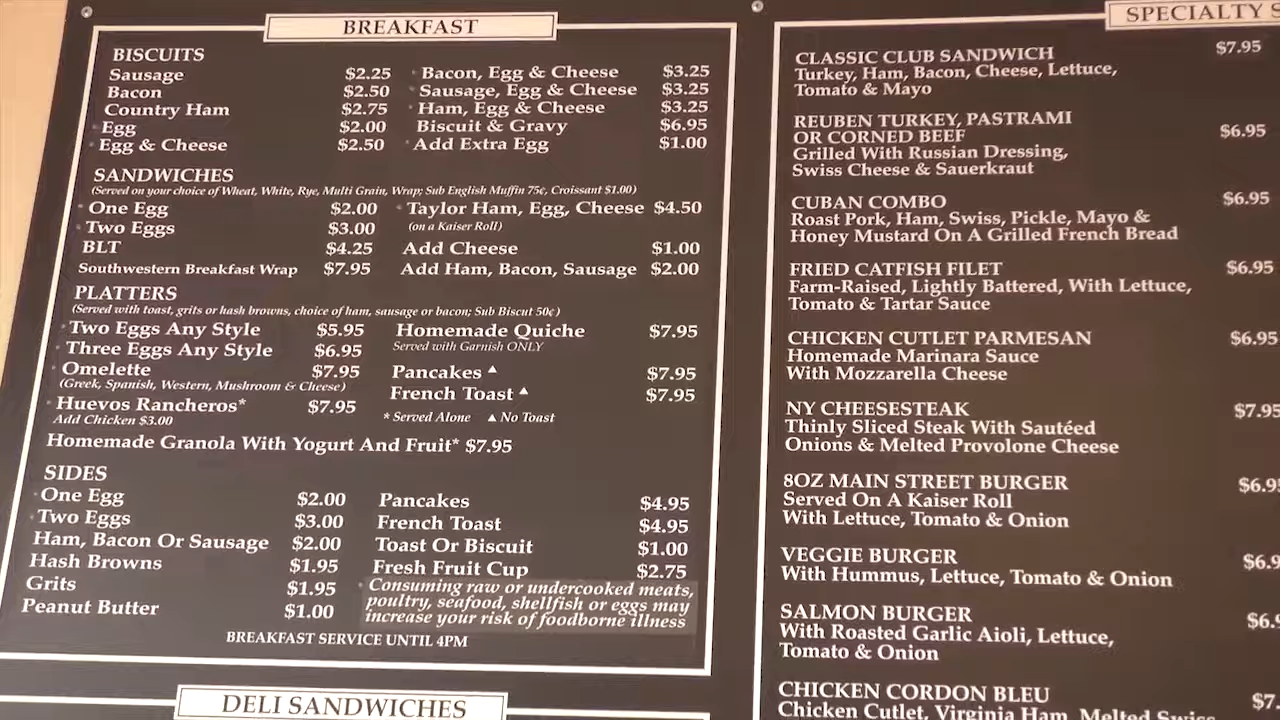 BREAKFAST
BISCUITS
Sausage $2.25
Bacon $2.50
Country Ham $2.75
Egg $2.00
Egg & Cheese $2.50
Bacon, Egg & Cheese $3.25
Sausage, Egg & Cheese $3.25
Ham, Egg & Cheese $3.25
Biscuit & Gravy $6.95
Add Extra Egg $1.00
SANDWICHES
(Served on your choice of Wheat, White, Rye, Multi Grain, Wrap; Sub English Muffin 75¢, Croissant $1.00)
One Egg $2.00
Two Eggs $3.00
BLT $4.25
Southwestern Breakfast Wrap $7.95
Taylor Ham, Egg, Cheese $4.50
(on a Kaiser Roll)
Add Cheese $1.00
Add Ham, Bacon, Sausage $2.00
PLATTERS
(Served with toast, grits or hash browns, choice of ham, sausage or bacon; Sub Biscut 50¢)
Two Eggs Any Style $5.95
Three Eggs Any Style $6.95
Omelette $7.95
(Greek, Spanish, Western, Mushroom & Cheese)
Huevos Rancheros* $7.95
Add Chicken $3.00
Homemade Quiche $7.95
Served with Garnish ONLY
Pancakes ▲ $7.95
French Toast ▲ $7.95
* Served Alone ▲ No Toast
Homemade Granola With Yogurt And Fruit* $7.95
SIDES
One Egg $2.00
Two Eggs $3.00
Ham, Bacon Or Sausage $2.00
Hash Browns $1.95
Grits $1.95
Peanut Butter $1.00
Pancakes $4.95
French Toast $4.95
Toast Or Biscuit $1.00
Fresh Fruit Cup $2.75
Consuming raw or undercooked meats,
poultry, seafood, shellfish or eggs may
increase your risk of foodborne illness
BREAKFAST SERVICE UNTIL 4PM
DELI SANDWICHES
SPECIALTY S
CLASSIC CLUB SANDWICH $7.95
Turkey, Ham, Bacon, Cheese, Lettuce,
Tomato & Mayo
REUBEN TURKEY, PASTRAMI
OR CORNED BEEF $6.95
Grilled With Russian Dressing,
Swiss Cheese & Sauerkraut
CUBAN COMBO $6.95
Roast Pork, Ham, Swiss, Pickle, Mayo &
Honey Mustard On A Grilled French Bread
FRIED CATFISH FILET $6.95
Farm-Raised, Lightly Battered, With Lettuce,
Tomato & Tartar Sauce
CHICKEN CUTLET PARMESAN $6.95
Homemade Marinara Sauce
With Mozzarella Cheese
NY CHEESESTEAK $7.95
Thinly Sliced Steak With Sautéed
Onions & Melted Provolone Cheese
8OZ MAIN STREET BURGER $6.95
Served On A Kaiser Roll
With Lettuce, Tomato & Onion
VEGGIE BURGER $6.9
With Hummus, Lettuce, Tomato & Onion
SALMON BURGER $6.9
With Roasted Garlic Aioli, Lettuce,
Tomato & Onion
CHICKEN CORDON BLEU $7.
Chicken Cutlet, Virginia Ham, Melted Swiss